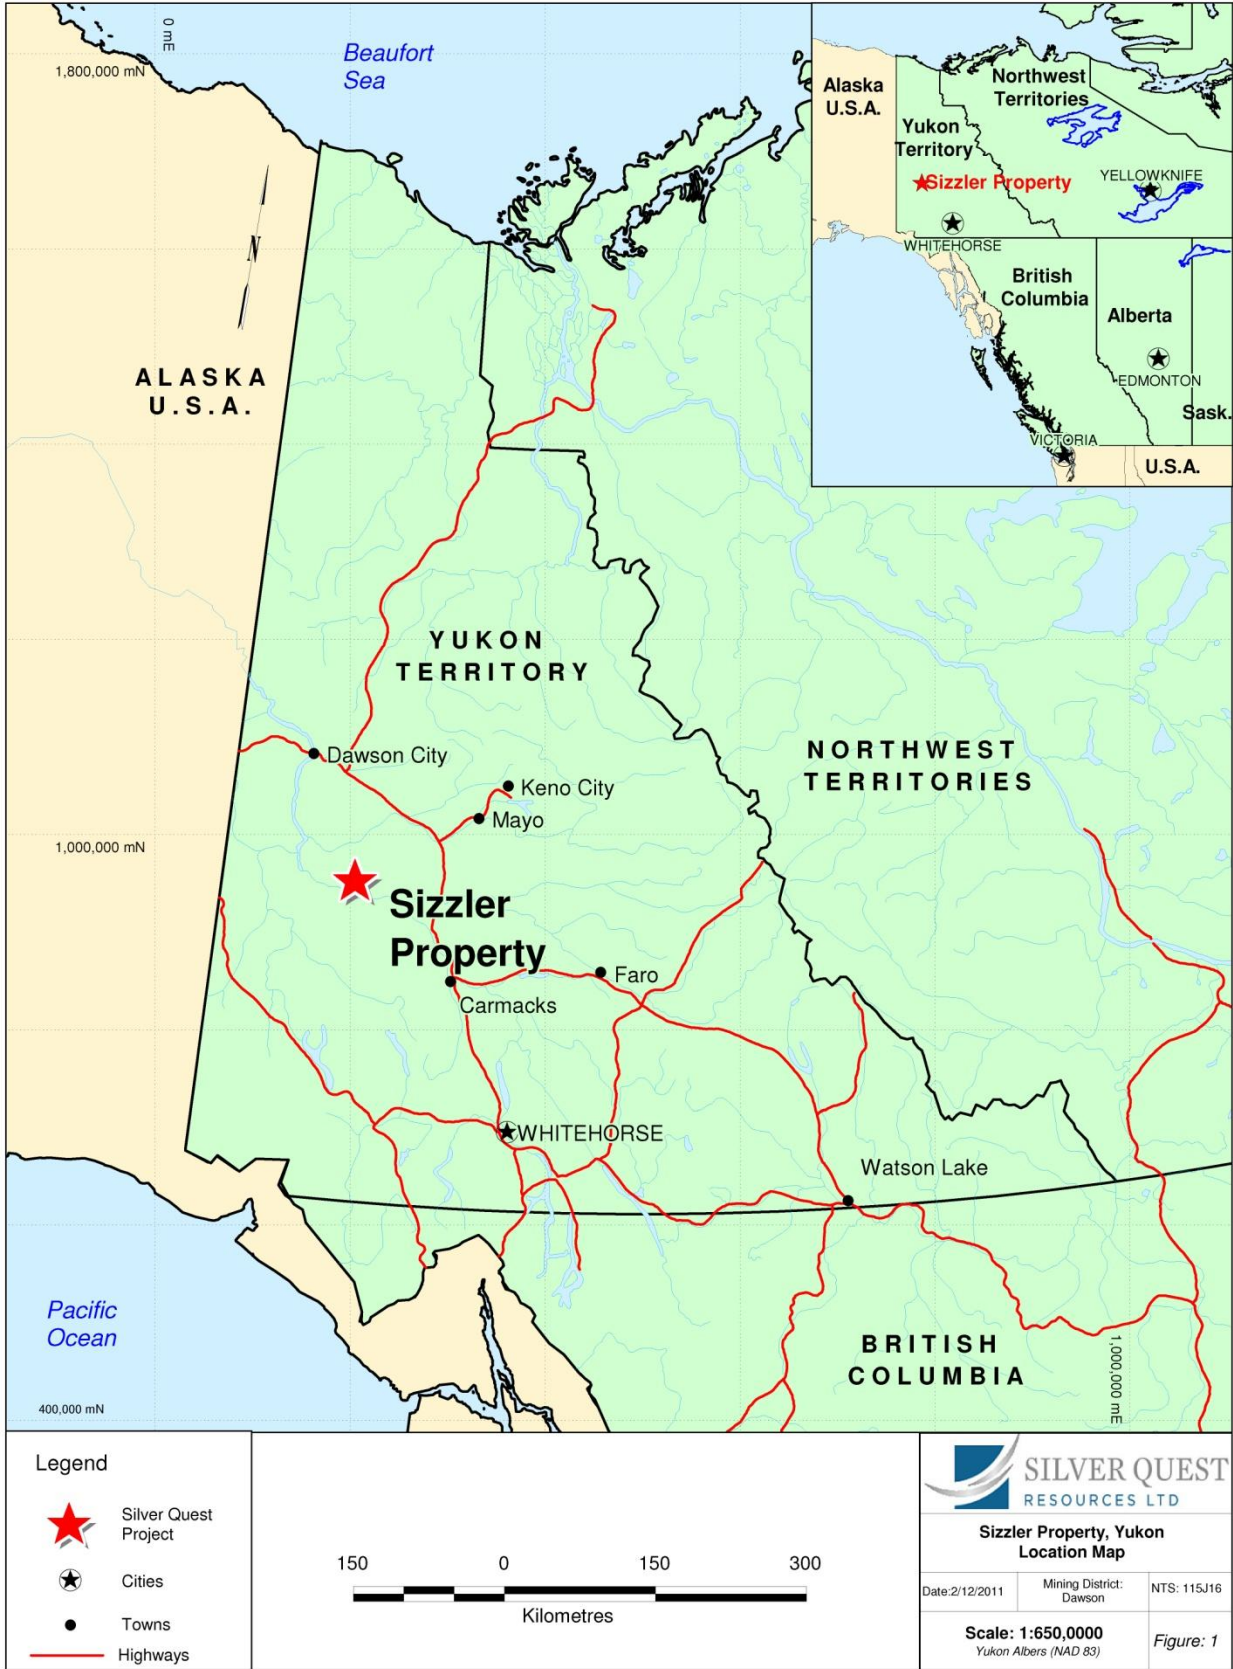 0 mE
1,800,000 mN
Beaufort
Sea
N
ALASKA
U.S.A.
YUKON
TERRITORY
NORTHWEST
TERRITORIES
Dawson City
Keno City
Mayo
1,000,000 mN
Sizzler
Property
Faro
Carmacks
WHITEHORSE
Watson Lake
Pacific
Ocean
BRITISH
COLUMBIA
1,000,000 mE
400,000 mN
Alaska
U.S.A.
Northwest
Territories
Yukon
Territory
Sizzler Property
YELLOWKNIFE
WHITEHORSE
British
Columbia
Alberta
EDMONTON
Sask.
VICTORIA
U.S.A.
Legend
Silver Quest
Project
Cities
Towns
Highways
150 0 150 300
Kilometres
SILVER QUEST
RESOURCES LTD
Sizzler Property, Yukon
Location Map
Date:2/12/2011
Mining District:
Dawson
NTS: 115J16
Scale: 1:650,0000
Yukon Albers (NAD 83)
Figure: 1